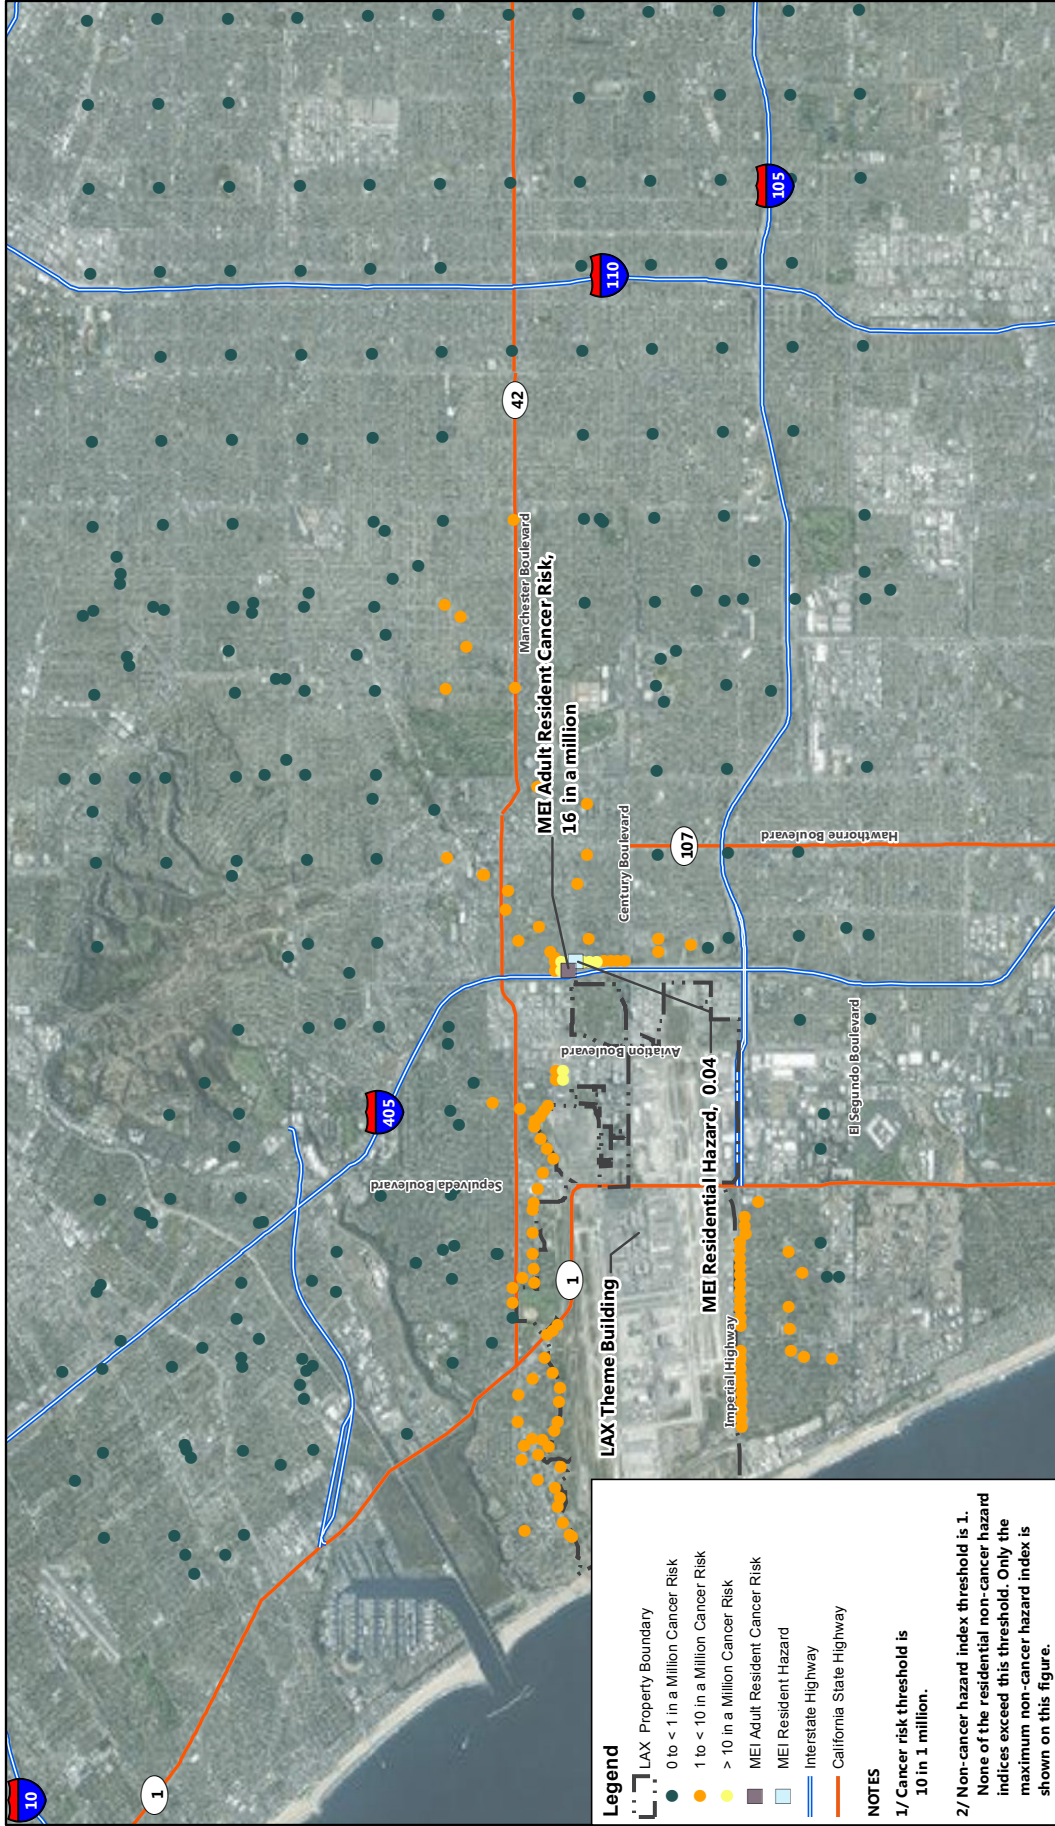 10
1
405
42
110
105
107
1
Manchester Boulevard
MEI Adult Resident Cancer Risk,
16 in a million
Century Boulevard
Hawthorne Boulevard
Aviation Boulevard
Sepulveda Boulevard
El Segundo Boulevard
MEI Residential Hazard, 0.04
LAX Theme Building
Imperial Highway
Legend
LAX Property Boundary
0 to < 1 in a Million Cancer Risk
1 to < 10 in a Million Cancer Risk
> 10 in a Million Cancer Risk
MEI Adult Resident Cancer Risk
MEI Resident Hazard
Interstate Highway
California State Highway
NOTES
1/ Cancer risk threshold is
10 in 1 million.
2/ Non-cancer hazard index threshold is 1.
None of the residential non-cancer hazard
indices exceed this threshold. Only the
maximum non-cancer hazard index is
shown on this figure.